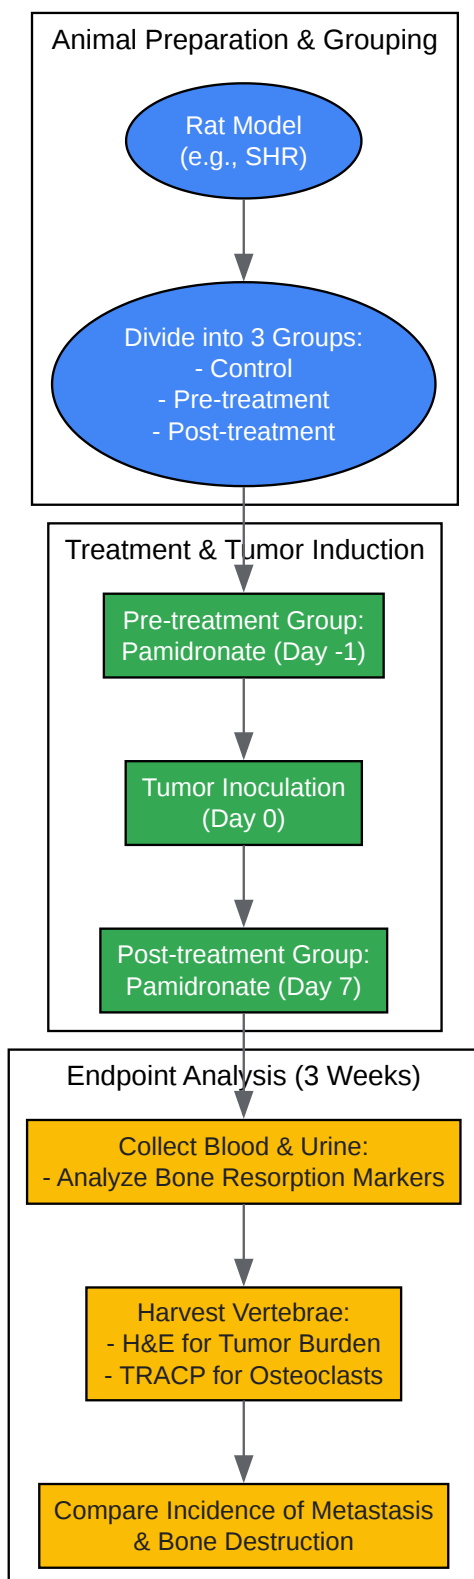 Animal Preparation & Grouping
Rat Model
(e.g., SHR)
Divide into 3 Groups:
- Control
- Pre-treatment
- Post-treatment
Treatment & Tumor Induction
Pre-treatment Group:
Pamidronate (Day -1)
Tumor Inoculation
(Day 0)
Post-treatment Group:
Pamidronate (Day 7)
Endpoint Analysis (3 Weeks)
Collect Blood & Urine:
- Analyze Bone Resorption Markers
Harvest Vertebrae:
- H&E for Tumor Burden
- TRACP for Osteoclasts
Compare Incidence of Metastasis
& Bone Destruction